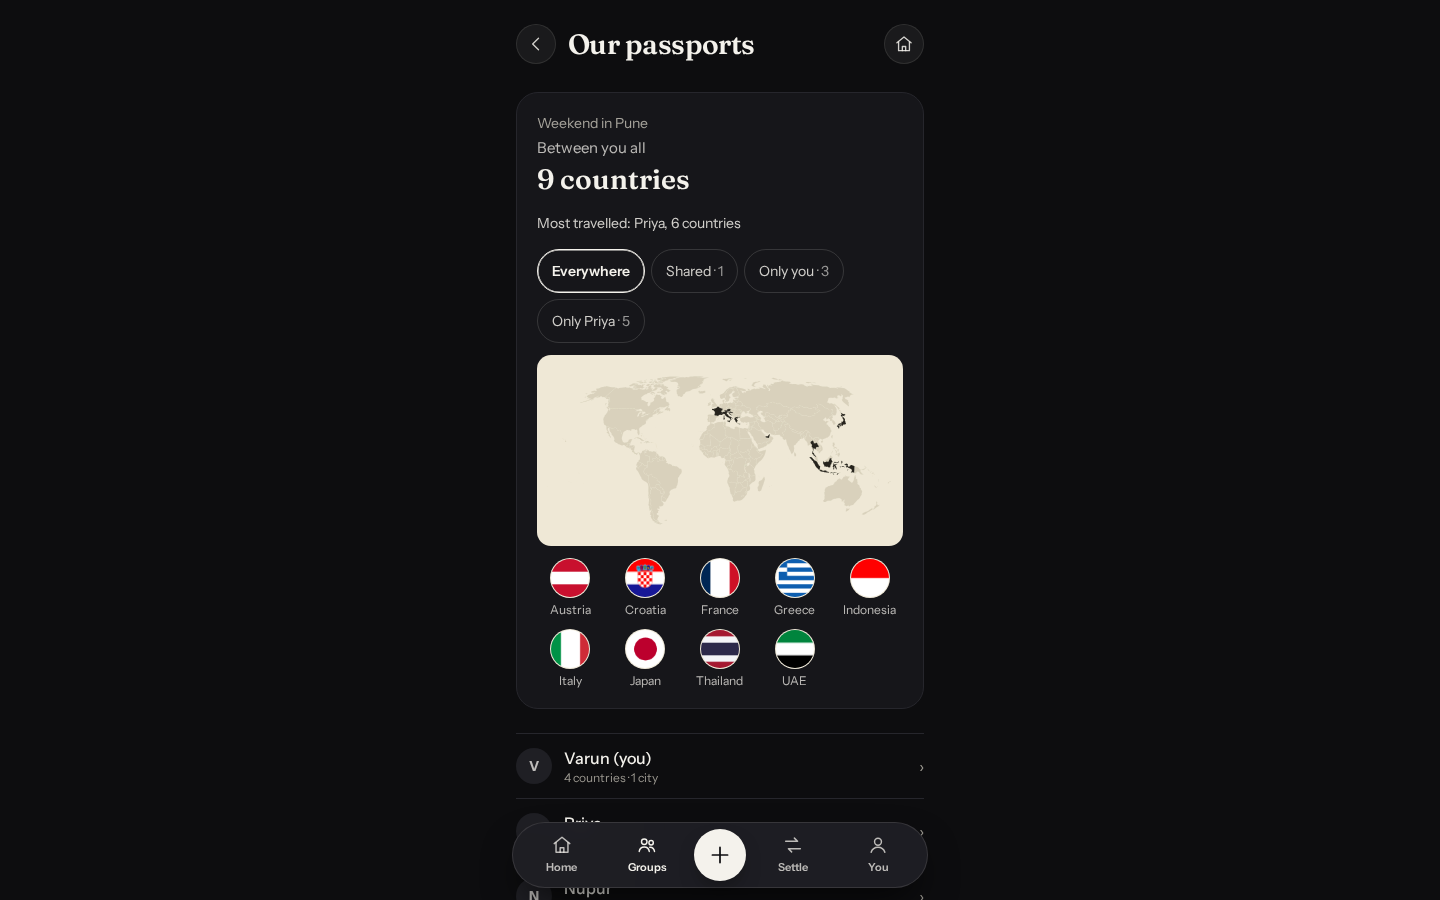 Our passports
Weekend in Pune
Between you all
9 countries
Most travelled: Priya, 6 countries
Everywhere
Shared · 1
Only you · 3
Only Priya · 5
Austria
Croatia
France
Greece
Indonesia
Italy
Japan
Thailand
UAE
V
Varun (you)
4 countries · 1 city
Priya
N
Nupur
Home
Groups
Settle
You